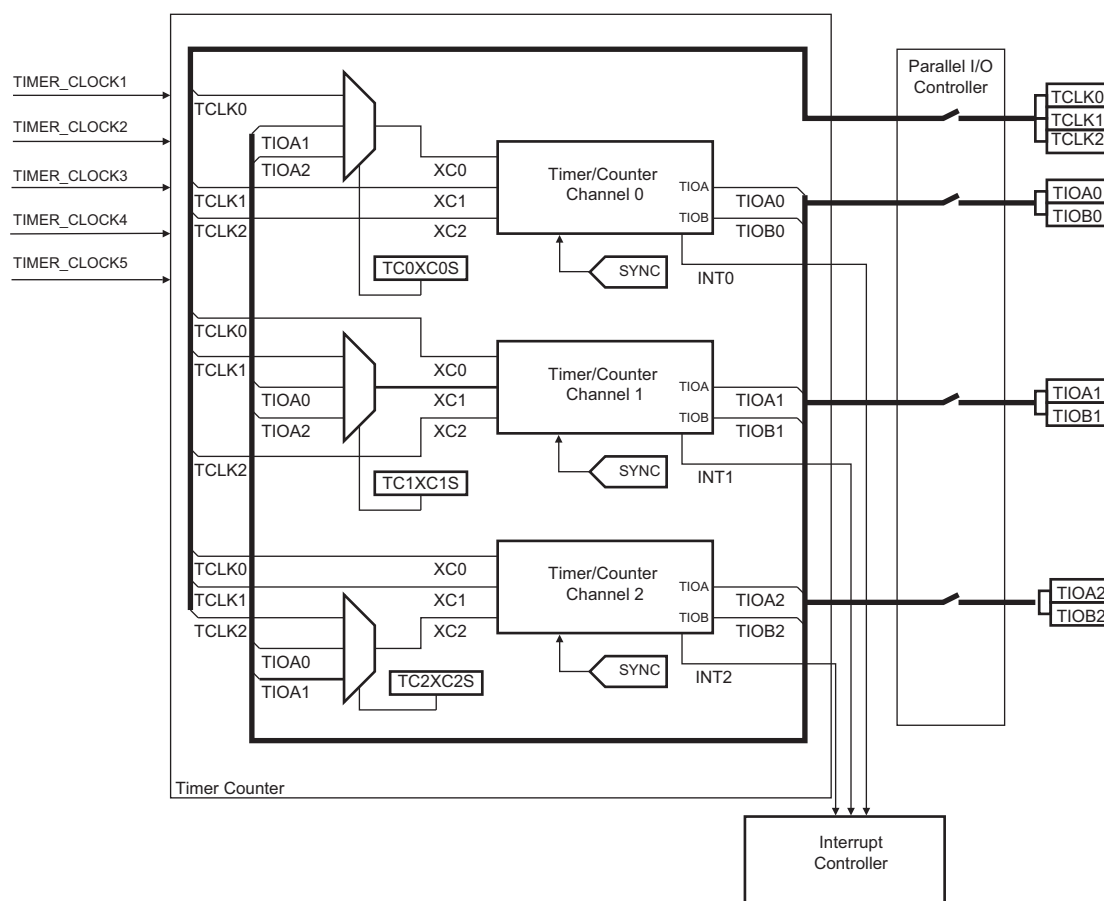 TIMER_CLOCK1
TIMER_CLOCK2
TIMER_CLOCK3
TIMER_CLOCK4
TIMER_CLOCK5
TCLK0
TIOA1
TIOA2
TCLK1
TCLK2
XC0
XC1
XC2
TC0XC0S
Timer/Counter
Channel 0
TIOA
TIOB
TIOA0
TIOB0
SYNC
INT0
TCLK0
TCLK1
TIOA0
TIOA2
TCLK2
XC0
XC1
XC2
TC1XC1S
Timer/Counter
Channel 1
TIOA
TIOB
TIOA1
TIOB1
SYNC
INT1
TCLK0
TCLK1
TCLK2
TIOA0
TIOA1
XC0
XC1
XC2
TC2XC2S
Timer/Counter
Channel 2
TIOA
TIOB
TIOA2
TIOB2
SYNC
INT2
Timer Counter
Parallel I/O
Controller
TCLK0
TCLK1
TCLK2
TIOA0
TIOB0
TIOA1
TIOB1
TIOA2
TIOB2
Interrupt
Controller